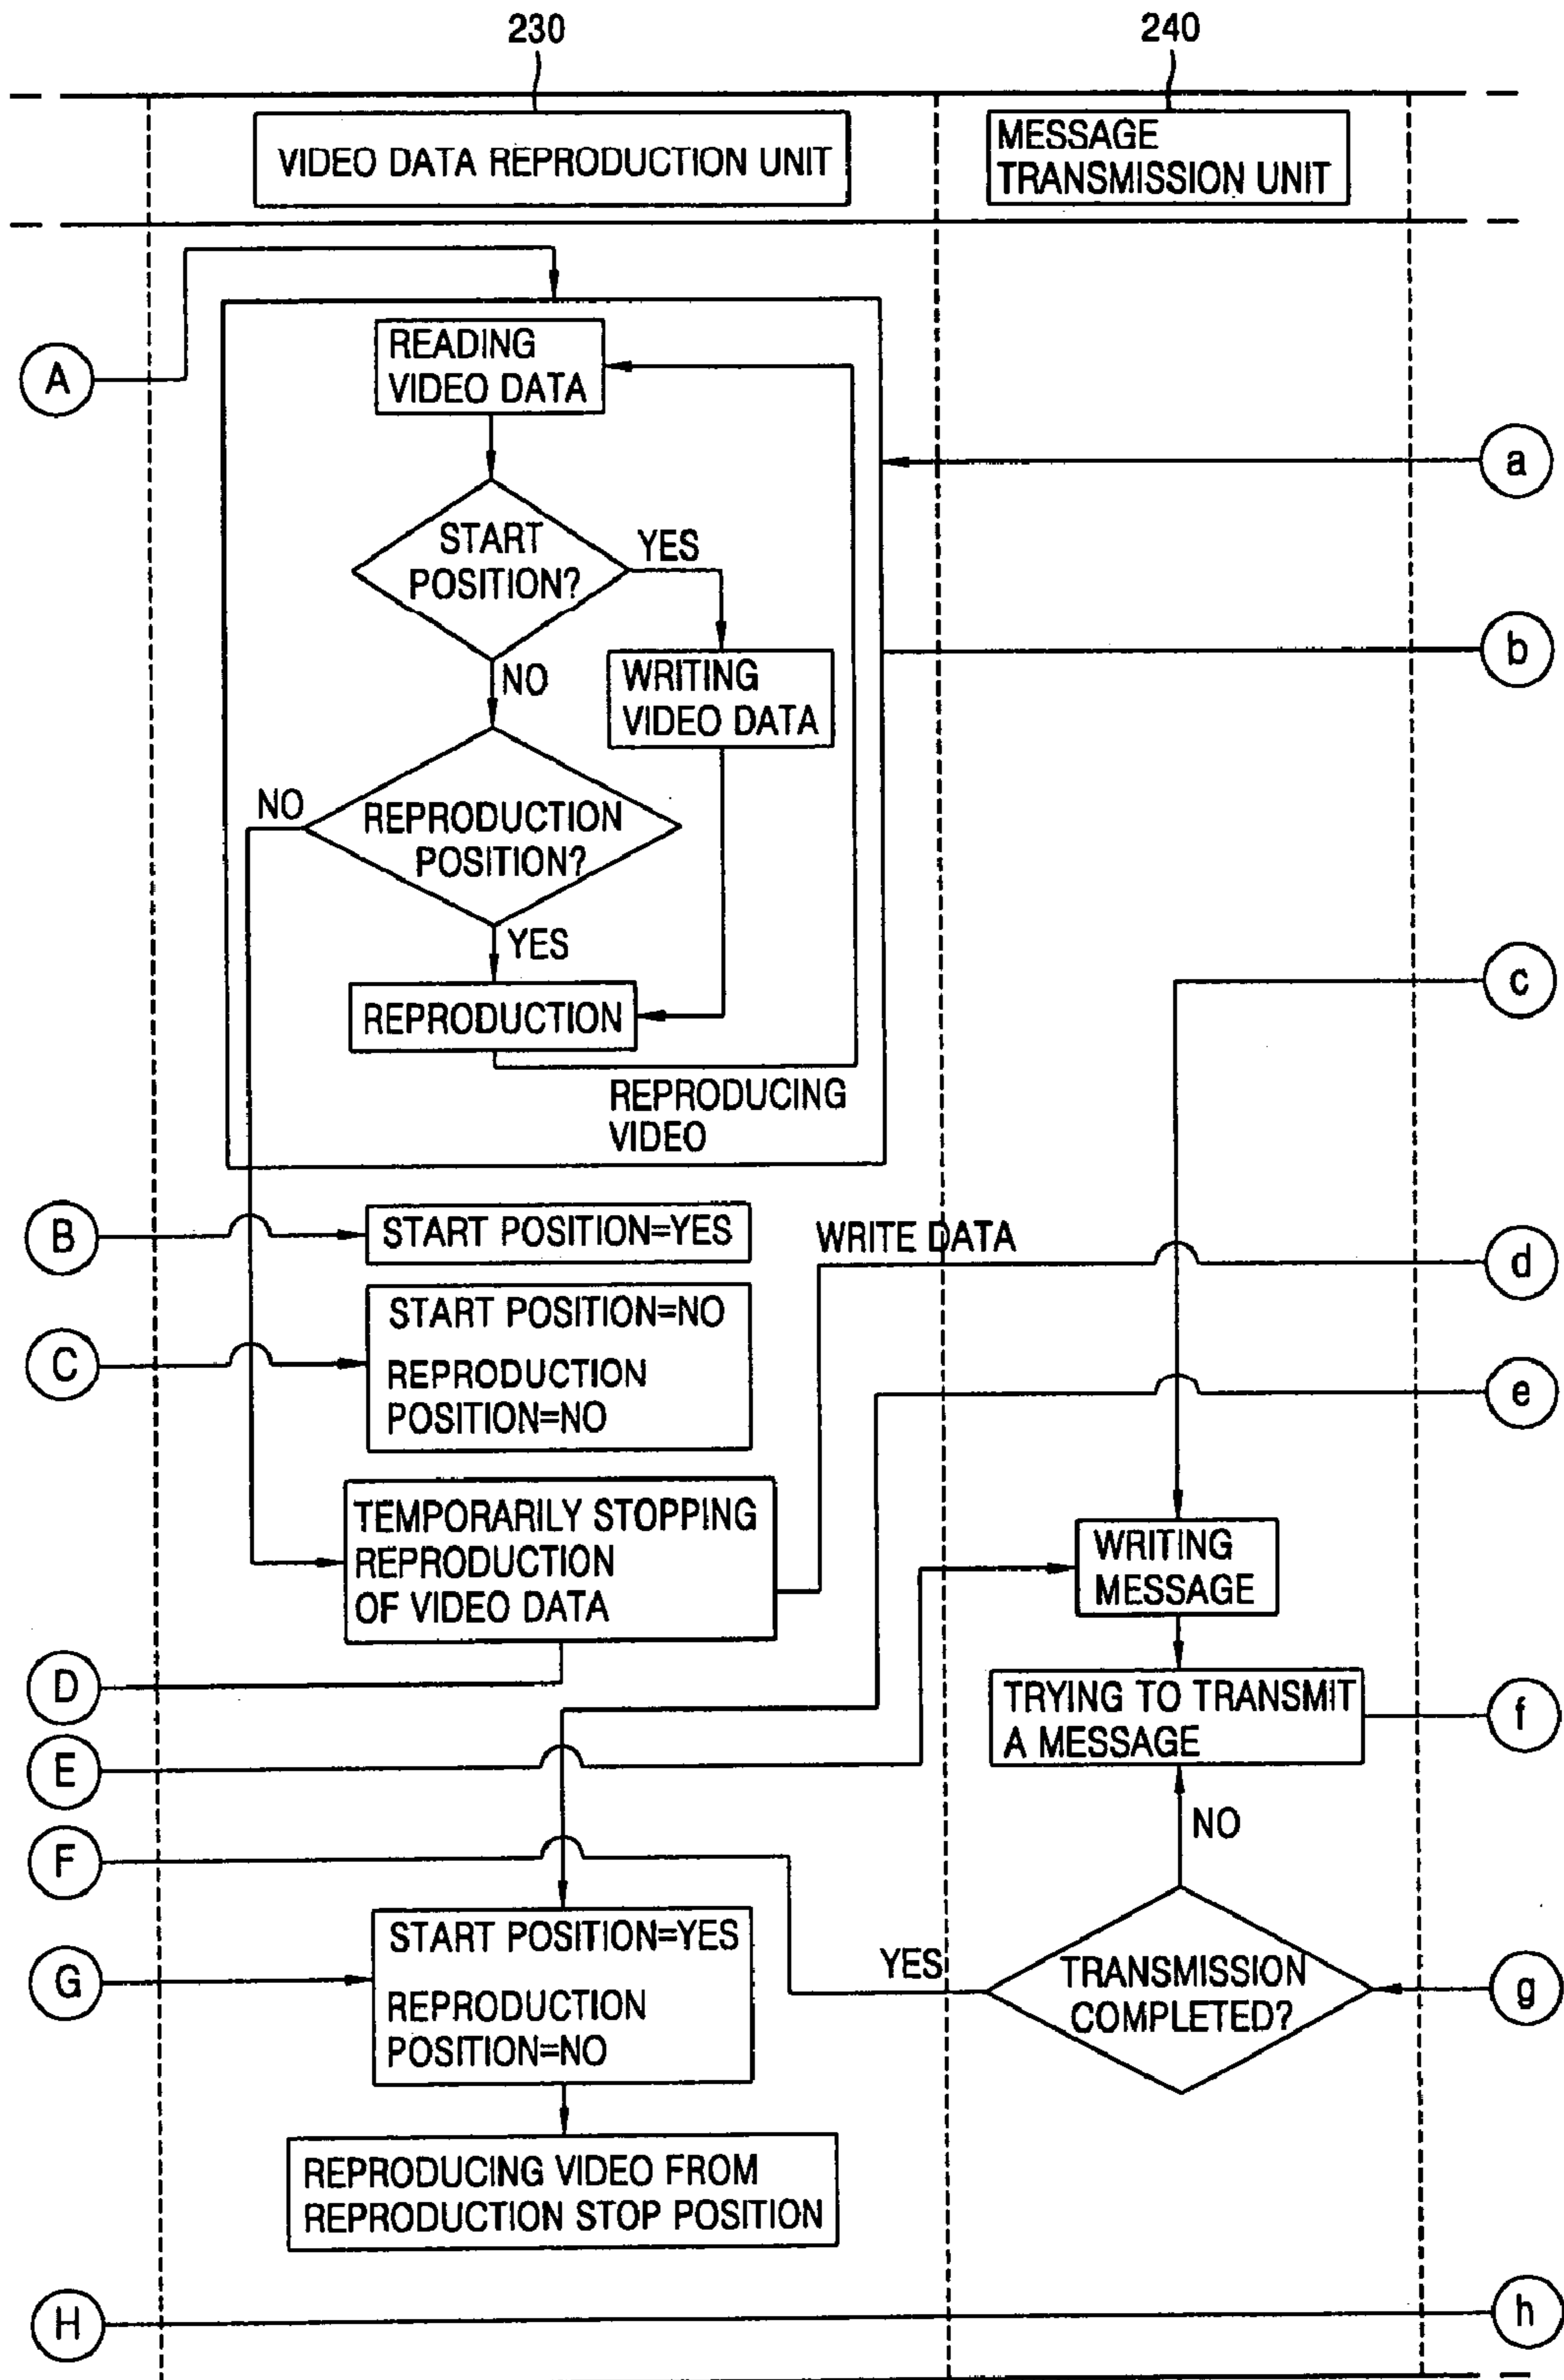 230
240
VIDEO DATA REPRODUCTION UNIT
MESSAGE
TRANSMISSION UNIT
A
READING
VIDEO DATA
a
START
POSITION?
YES
b
NO
WRITING
VIDEO DATA
NO
REPRODUCTION
POSITION?
YES
c
REPRODUCTION
REPRODUCING
VIDEO
B
START POSITION=YES
WRITE DATA
d
C
START POSITION=NO
REPRODUCTION
POSITION=NO
e
TEMPORARILY STOPPING
REPRODUCTION
OF VIDEO DATA
WRITING
MESSAGE
D
TRYING TO TRANSMIT
A MESSAGE
f
E
NO
F
START POSITION=YES
REPRODUCTION
POSITION=NO
G
YES
TRANSMISSION
COMPLETED?
g
REPRODUCING VIDEO FROM
REPRODUCTION STOP POSITION
H
h